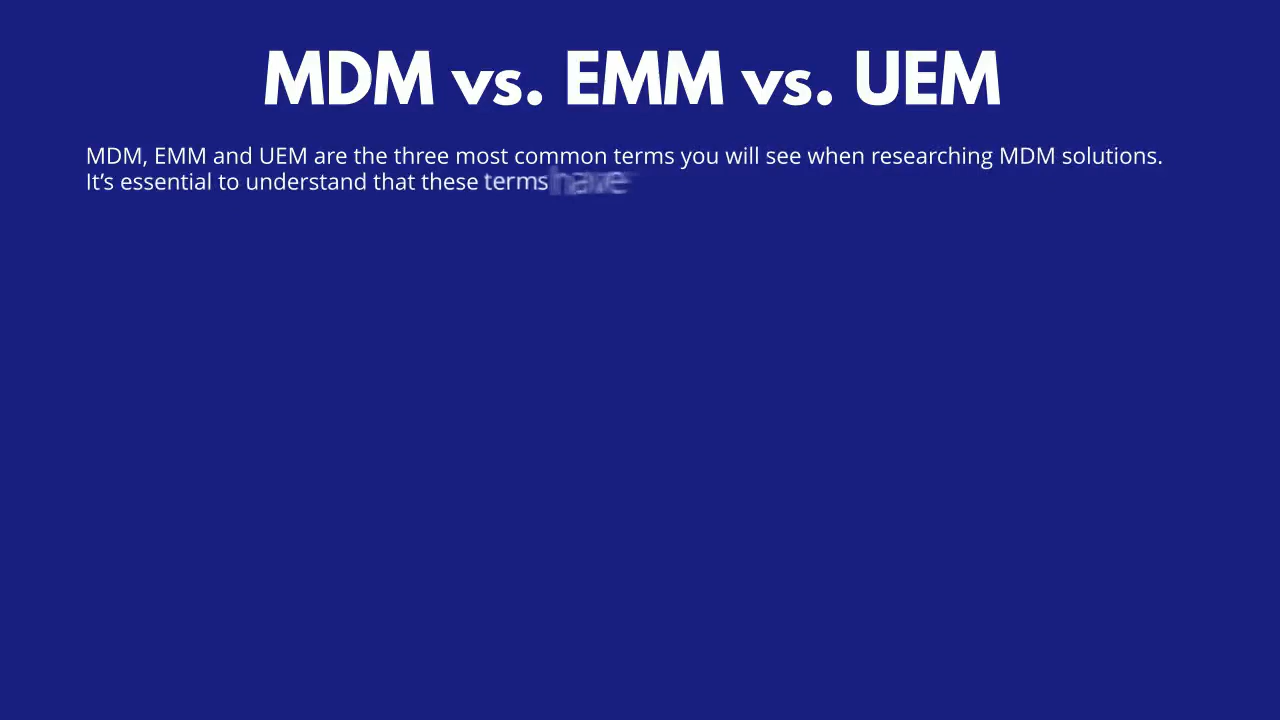 MDM vs. EMM vs. UEM
MDM, EMM and UEM are the three most common terms you will see when researching MDM solutions.
It’s essential to understand that these terms have